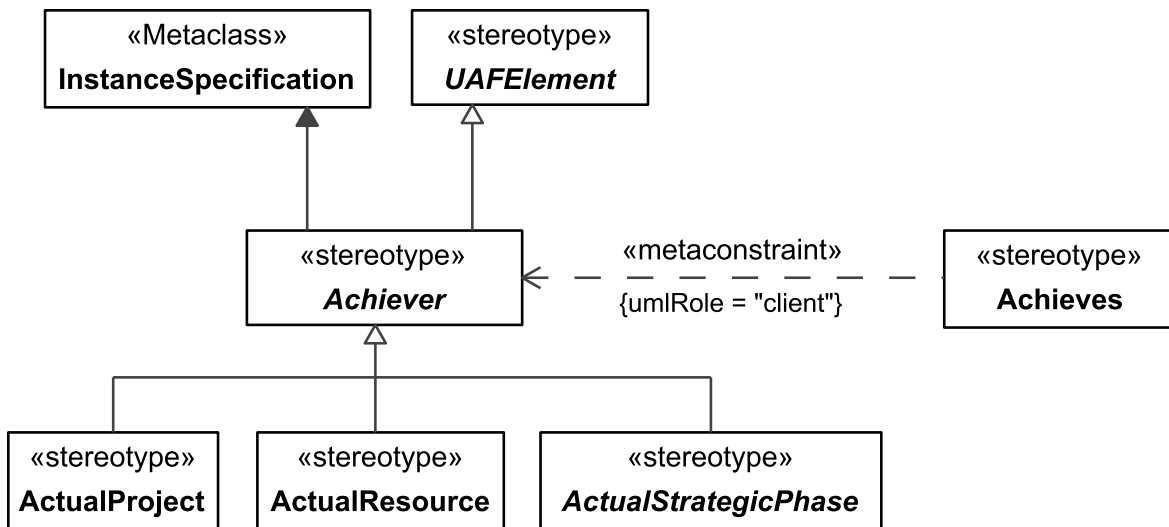 «Metaclass»
InstanceSpecification
«stereotype»
UAFElement
«stereotype»
Achiever
«metaconstraint»
{umlRole = "client"}
«stereotype»
Achieves
«stereotype»
ActualProject
«stereotype»
ActualResource
«stereotype»
ActualStrategicPhase